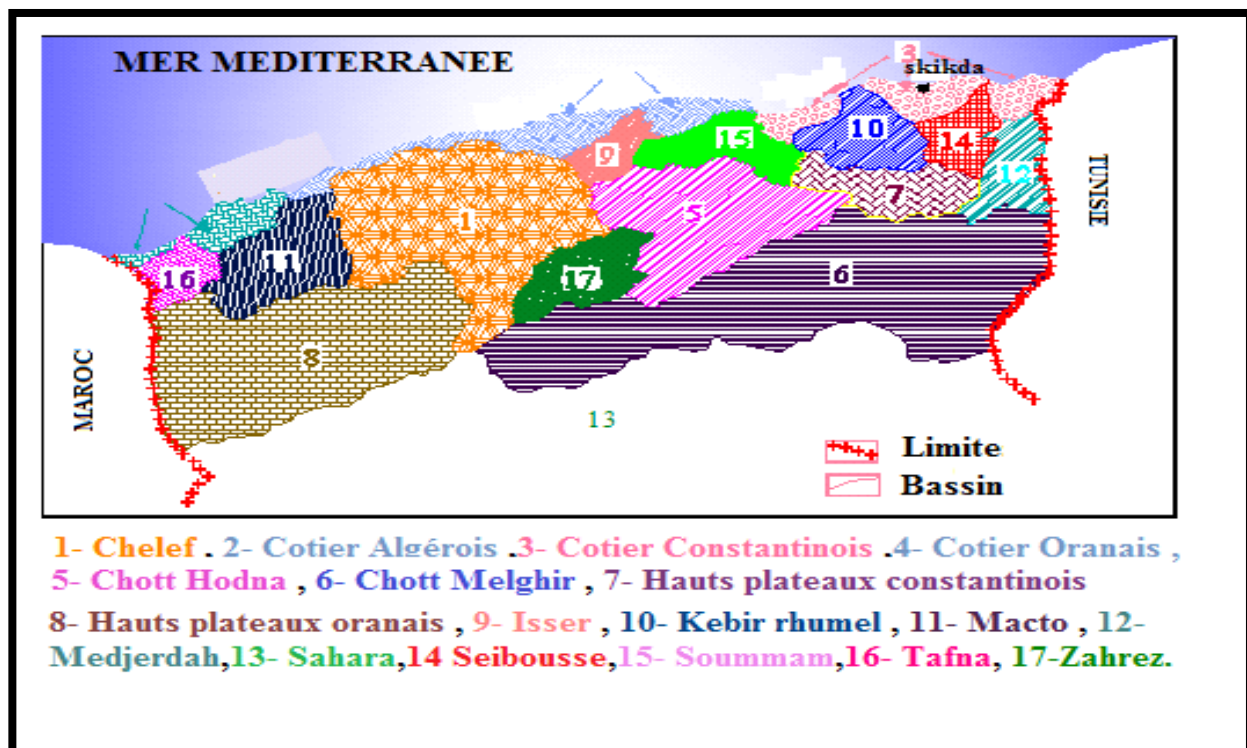 MER MEDITERRANEE
3
skikda
10
14
15
9
12
7
TUNISIE
1
5
16
11
17
6
8
MAROC
13
Limite
Bassin
1- Chelef . 2- Cotier Algérois .3- Cotier Constantinois .4- Cotier Oranais ,
5- Chott Hodna , 6- Chott Melghir , 7- Hauts plateaux constantinois
8- Hauts plateaux oranais , 9- Isser , 10- Kebir rhumel , 11- Macto , 12-
Medjerdah,13- Sahara,14 Seibousse,15- Soummam,16- Tafna, 17-Zahrez.